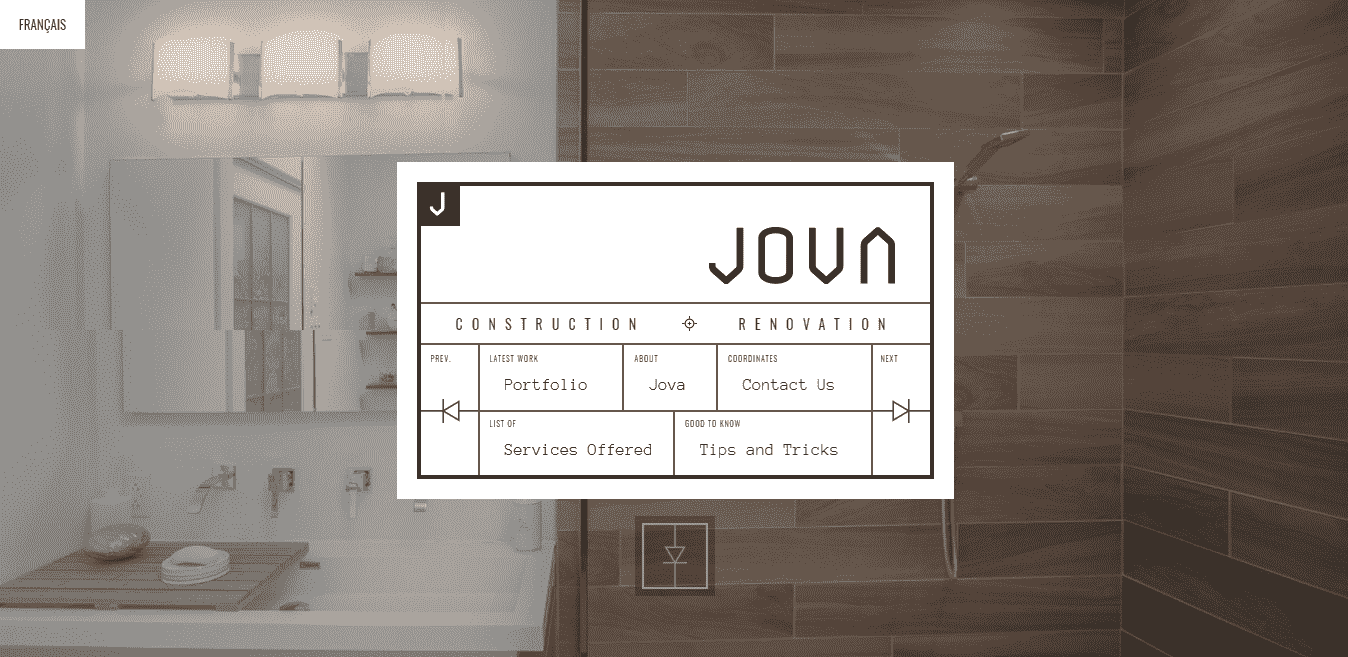 FRANÇAIS
J
JOVA
CONSTRUCTION RENOVATION
PREV. LATEST WORK ABOUT COORDINATES NEXT
Portfolio Jova Contact Us
LIST OF GOOD TO KNOW
Services Offered Tips and Tricks